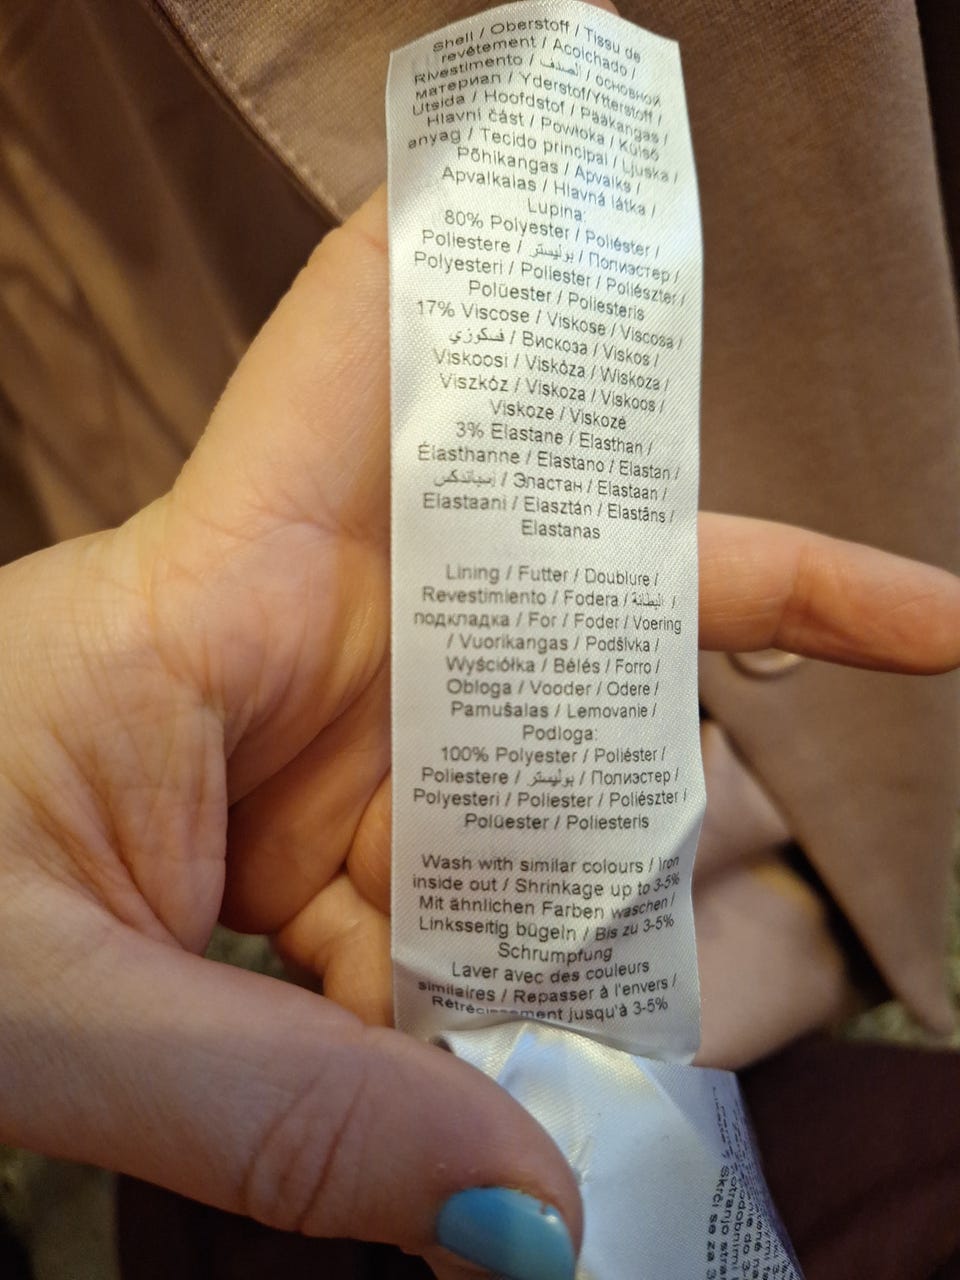 Shell / Oberstoff / Tissu de
revêtement / Acolchado /
Rivestimento / الصدف / основной
материал / Yderstof/Ytterstoff /
Utsida / Hoofdstof / Pääkangas /
Hlavní část / Powłoka / Külső
anyag / Tecido principal / Ljuska /
Põhikangas / Apvalks /
Apvalkalas / Hlavná látka /
Lupina:
80% Polyester / Poliéster /
Poliestere / بوليستر / Полиэстер /
Polyesteri / Poliester / Poliészter /
Polüester / Poliesteris
17% Viscose / Viskose / Viscosa /
فسكوزي / Вискоза / Viskos /
Viskoosi / Viskóza / Wiskoza /
Viszkóz / Viskoza / Viskoos /
Viskoze / Viskozė
3% Elastane / Elasthan /
Élasthanne / Elastano / Elastan /
/ Эластан / Elastaan /
Elastaani / Elasztán / Elastāns /
Elastanas
Lining / Futter / Doublure /
Revestimiento / Fodera / البطانة /
подкладка / For / Foder / Voering
/ Vuorikangas / Podšívka /
Wyściółka / Bélés / Forro /
Obloga / Vooder / Odere /
Pamušalas / Lemovanie /
Podloga:
100% Polyester / Poliéster /
Poliestere / بوليستر / Полиэстер /
Polyesteri / Poliester / Poliészter /
Polüester / Poliesteris
Wash with similar colours / Iron
inside out / Shrinkage up to 3-5%
Mit ähnlichen Farben waschen /
Linksseitig bügeln / Bis zu 3-5%
Schrumpfung
Laver avec des couleurs
similaires / Repasser à l'envers /
Rétrécissement jusqu'à 3-5%
Skrči se za